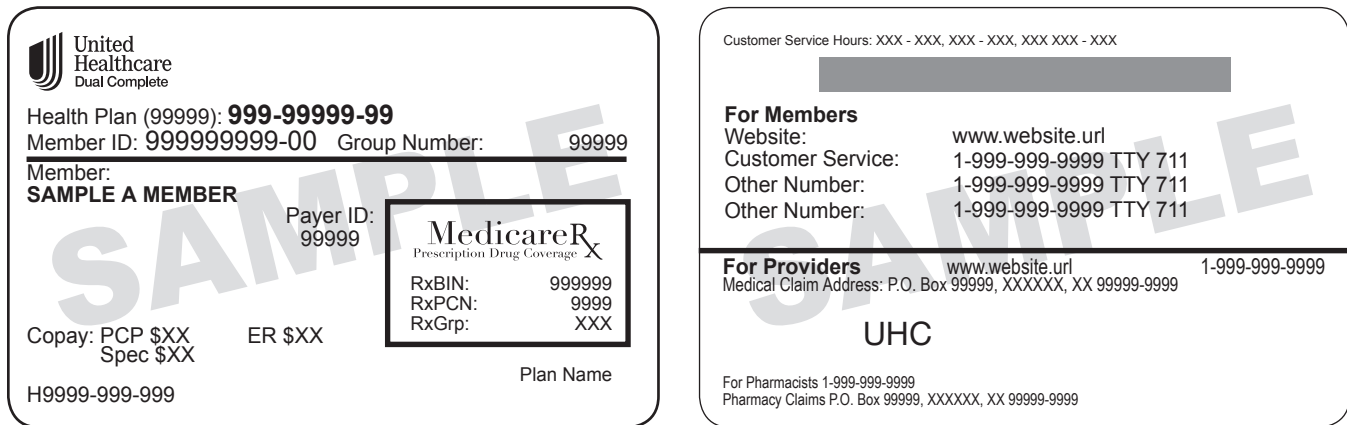 United
Healthcare
Dual Complete
Health Plan (99999): 999-99999-99
Member ID: 999999999-00 Group Number: 99999
Member:
SAMPLE A MEMBER
Payer ID:
99999
MedicareRx
Prescription Drug Coverage
RxBIN: 999999
RxPCN: 9999
RxGrp: XXX
Copay: PCP $XX ER $XX
Spec $XX
Plan Name
H9999-999-999
SAMPLE
Customer Service Hours: XXX - XXX, XXX - XXX, XXX XXX - XXX
For Members
Website: www.website.url
Customer Service: 1-999-999-9999 TTY 711
Other Number: 1-999-999-9999 TTY 711
Other Number: 1-999-999-9999 TTY 711
For Providers www.website.url 1-999-999-9999
Medical Claim Address: P.O. Box 99999, XXXXXX, XX 99999-9999
UHC
For Pharmacists 1-999-999-9999
Pharmacy Claims P.O. Box 99999, XXXXXX, XX 99999-9999
SAMPLE